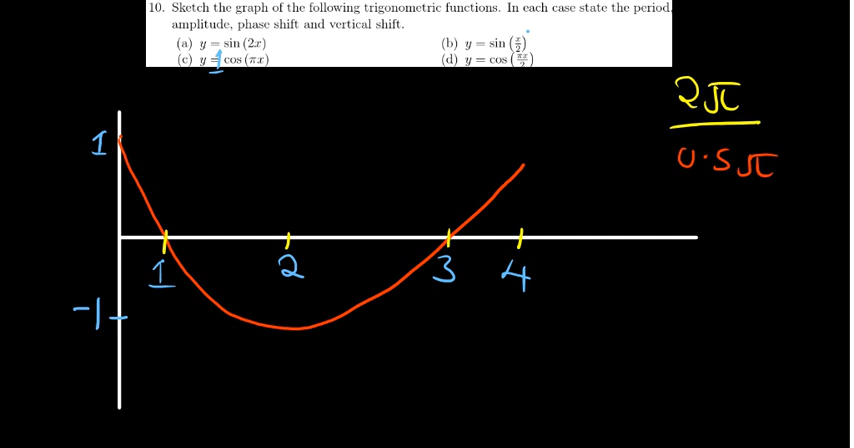 10. Sketch the graph of the following trigonometric functions. In each case state the period,
amplitude, phase shift and vertical shift.
(a) y = sin (2x)
(b) y = sin (x/2)
(c) y = 1 cos (πx)
(d) y = cos (πx/2)
2π
0.5π
1
1
2
3
4
-1